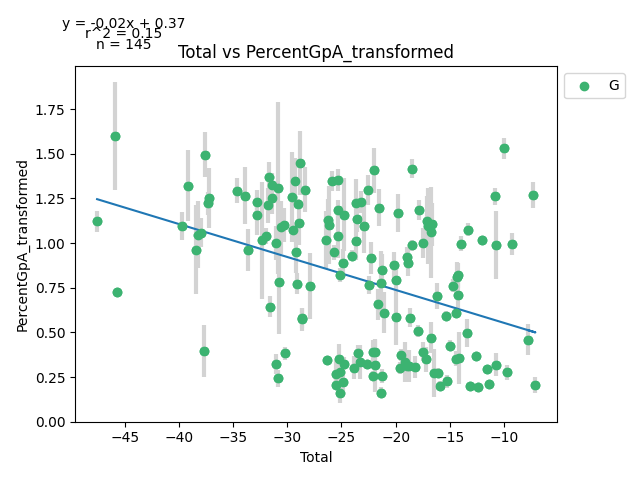 y = -0.02x + 0.37
r^2 = 0.15
n = 145
Total vs PercentGpA_transformed
G
PercentGpA_transformed
1.75
1.50
1.25
1.00
0.75
0.50
0.25
0.00
−45 −40 −35 −30 −25 −20 −15 −10
Total